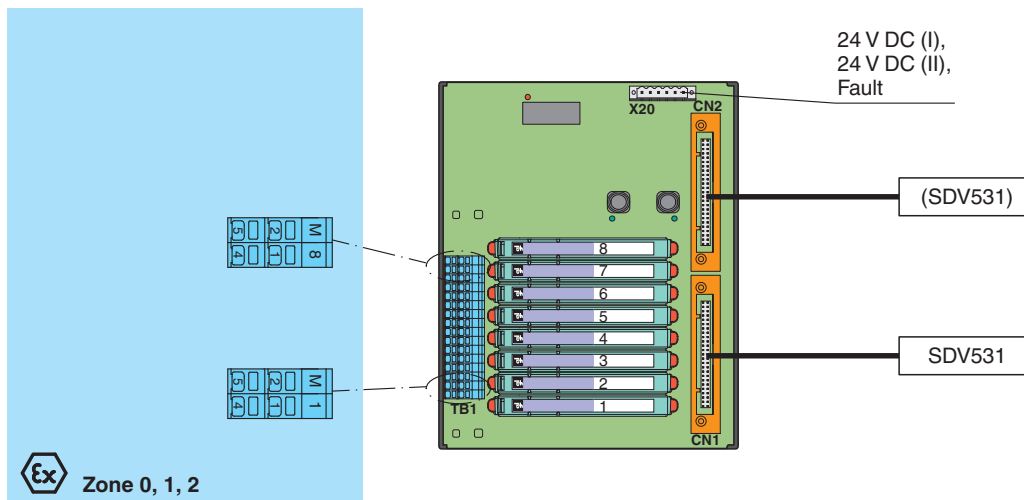 24 V DC (I),
24 V DC (II),
Fault
X20
CN2
(SDV531)
5 2 M
4 1 8
8
7
6
5
4
3
2
1
SDV531
5 2 M
4 1 1
TB1
CN1
Ex
Zone 0, 1, 2